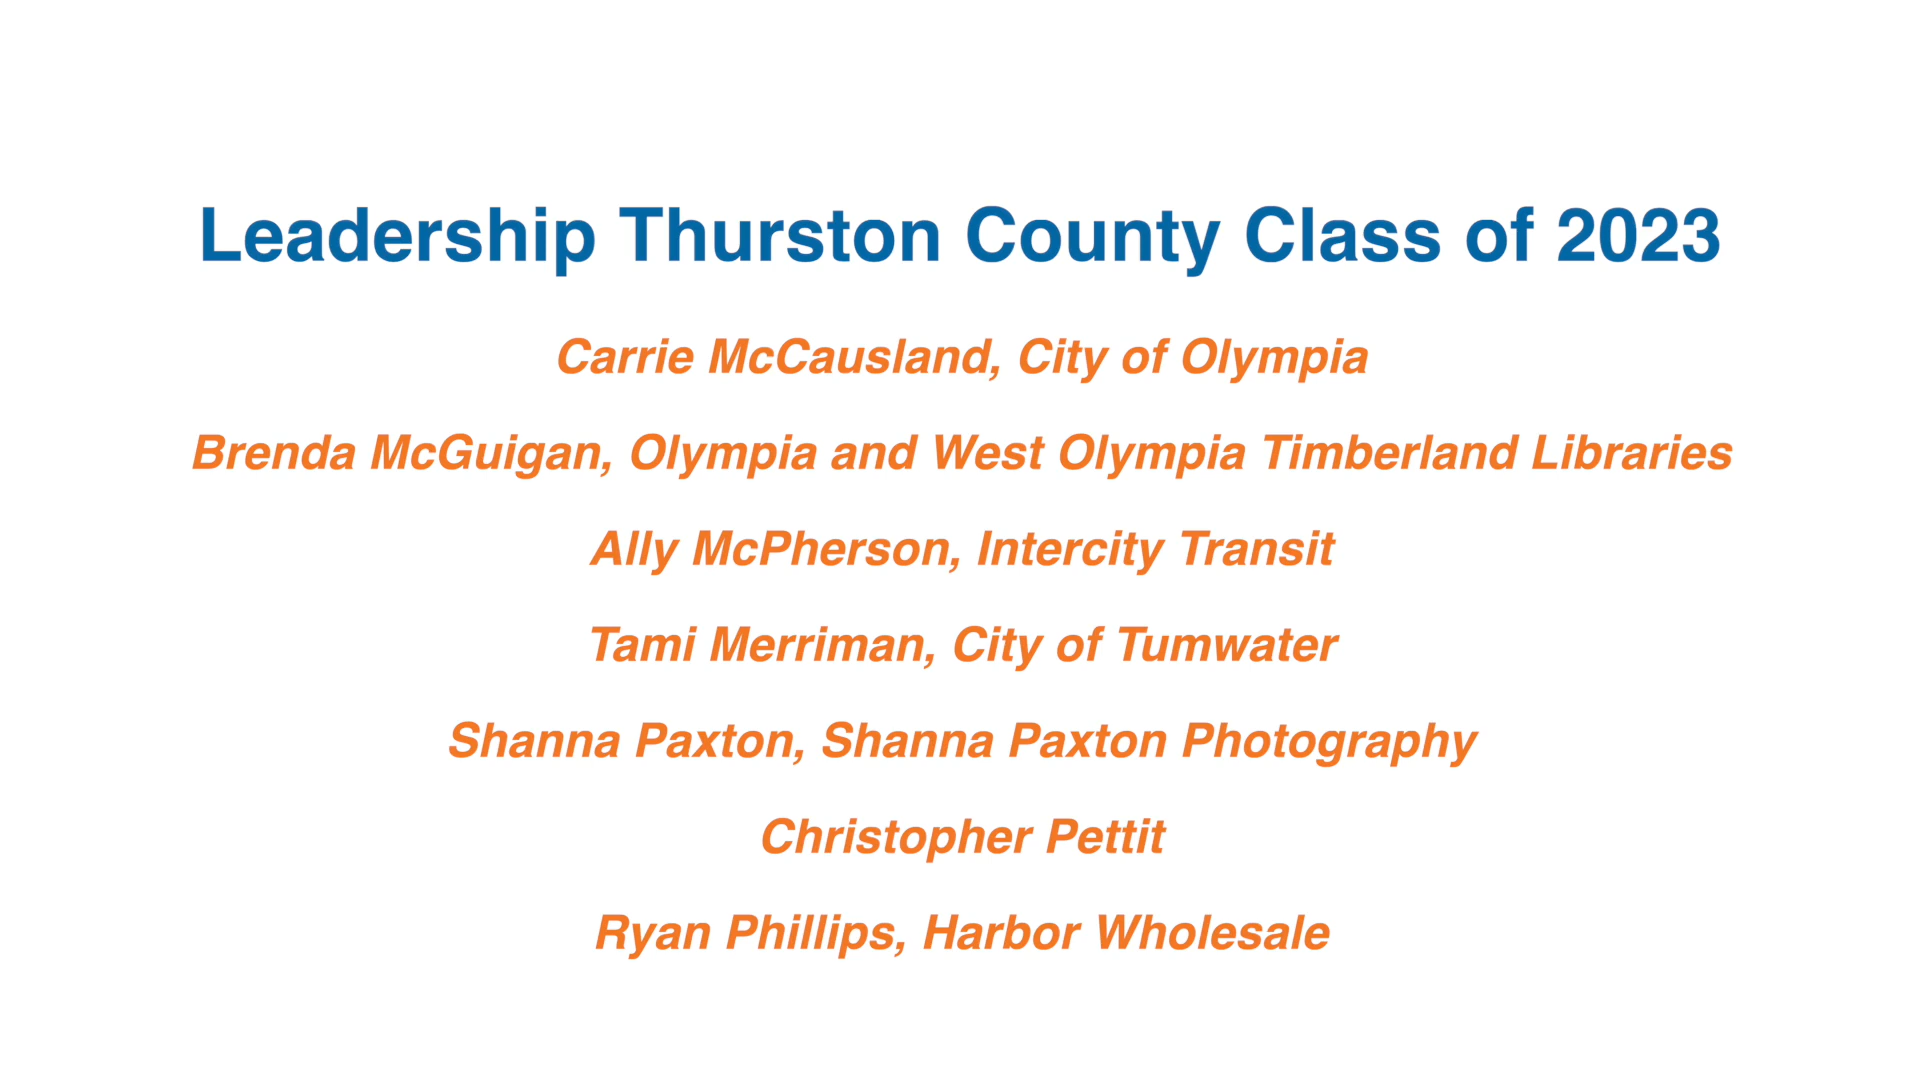 Leadership Thurston County Class of 2023
Carrie McCausland, City of Olympia
Brenda McGuigan, Olympia and West Olympia Timberland Libraries
Ally McPherson, Intercity Transit
Tami Merriman, City of Tumwater
Shanna Paxton, Shanna Paxton Photography
Christopher Pettit
Ryan Phillips, Harbor Wholesale